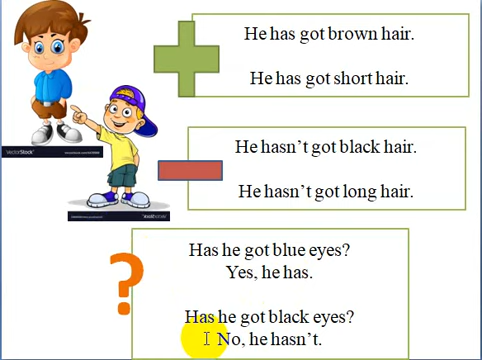 He has got brown hair.
He has got short hair.
VectorStock®
He hasn't got black hair.
He hasn't got long hair.
?
Has he got blue eyes?
Yes, he has.
Has he got black eyes?
No, he hasn't.